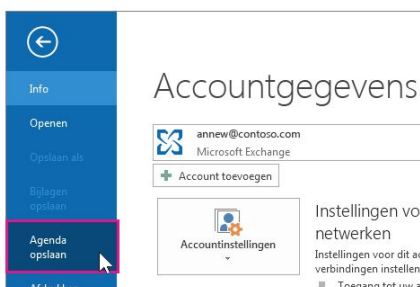 Info
Openen
Opslaan als
Bijlagen
opslaan
Agenda
opslaan
Accountgegevens
annew@contoso.com
Microsoft Exchange
Account toevoegen
Accountinstellingen
Instellingen vo
netwerken
Instellingen voor dit ac
verbindingen instellen
Toegang tot uw a